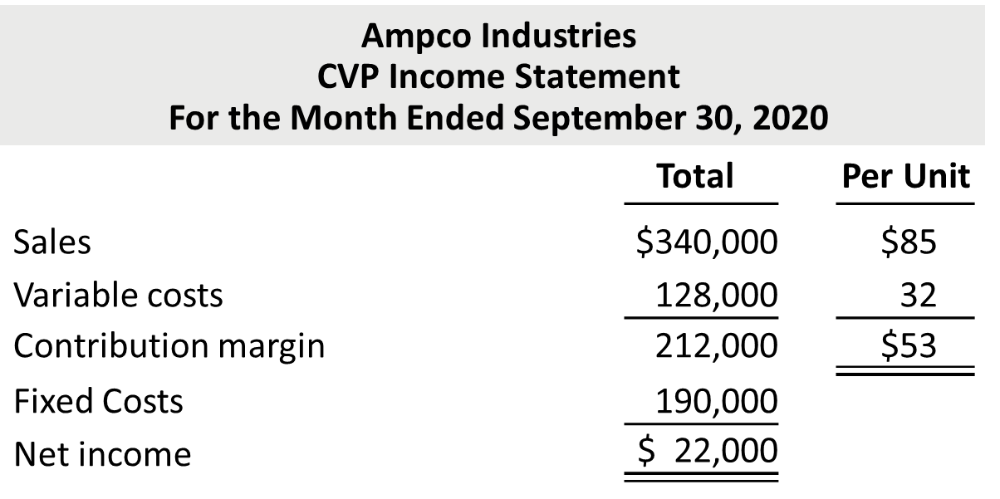 Ampco Industries
CVP Income Statement
For the Month Ended September 30, 2020
Total Per Unit
Sales $340,000 $85
Variable costs 128,000 32
Contribution margin 212,000 $53
Fixed Costs 190,000
Net income $ 22,000